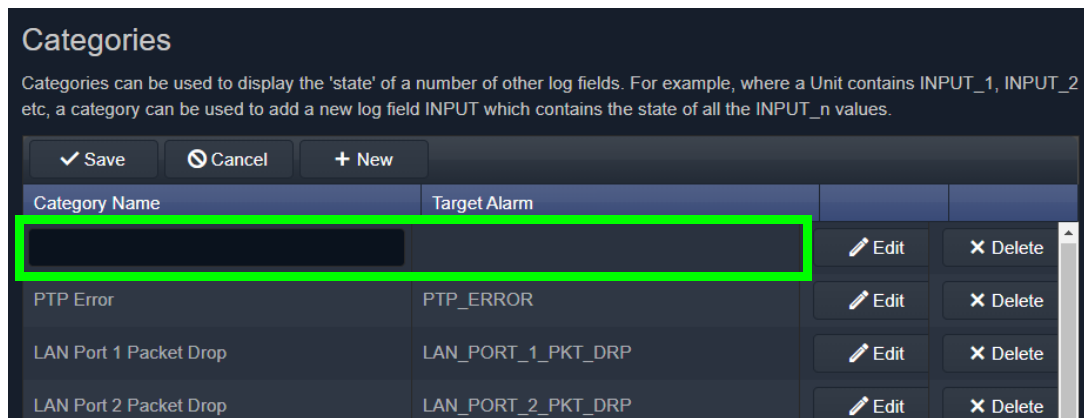 Categories
Categories can be used to display the 'state' of a number of other log fields. For example, where a Unit contains INPUT_1, INPUT_2
etc, a category can be used to add a new log field INPUT which contains the state of all the INPUT_n values.
Save Cancel + New
Category Name Target Alarm
Edit Delete
PTP Error PTP_ERROR Edit Delete
LAN Port 1 Packet Drop LAN_PORT_1_PKT_DRP Edit Delete
LAN Port 2 Packet Drop LAN_PORT_2_PKT_DRP Edit Delete